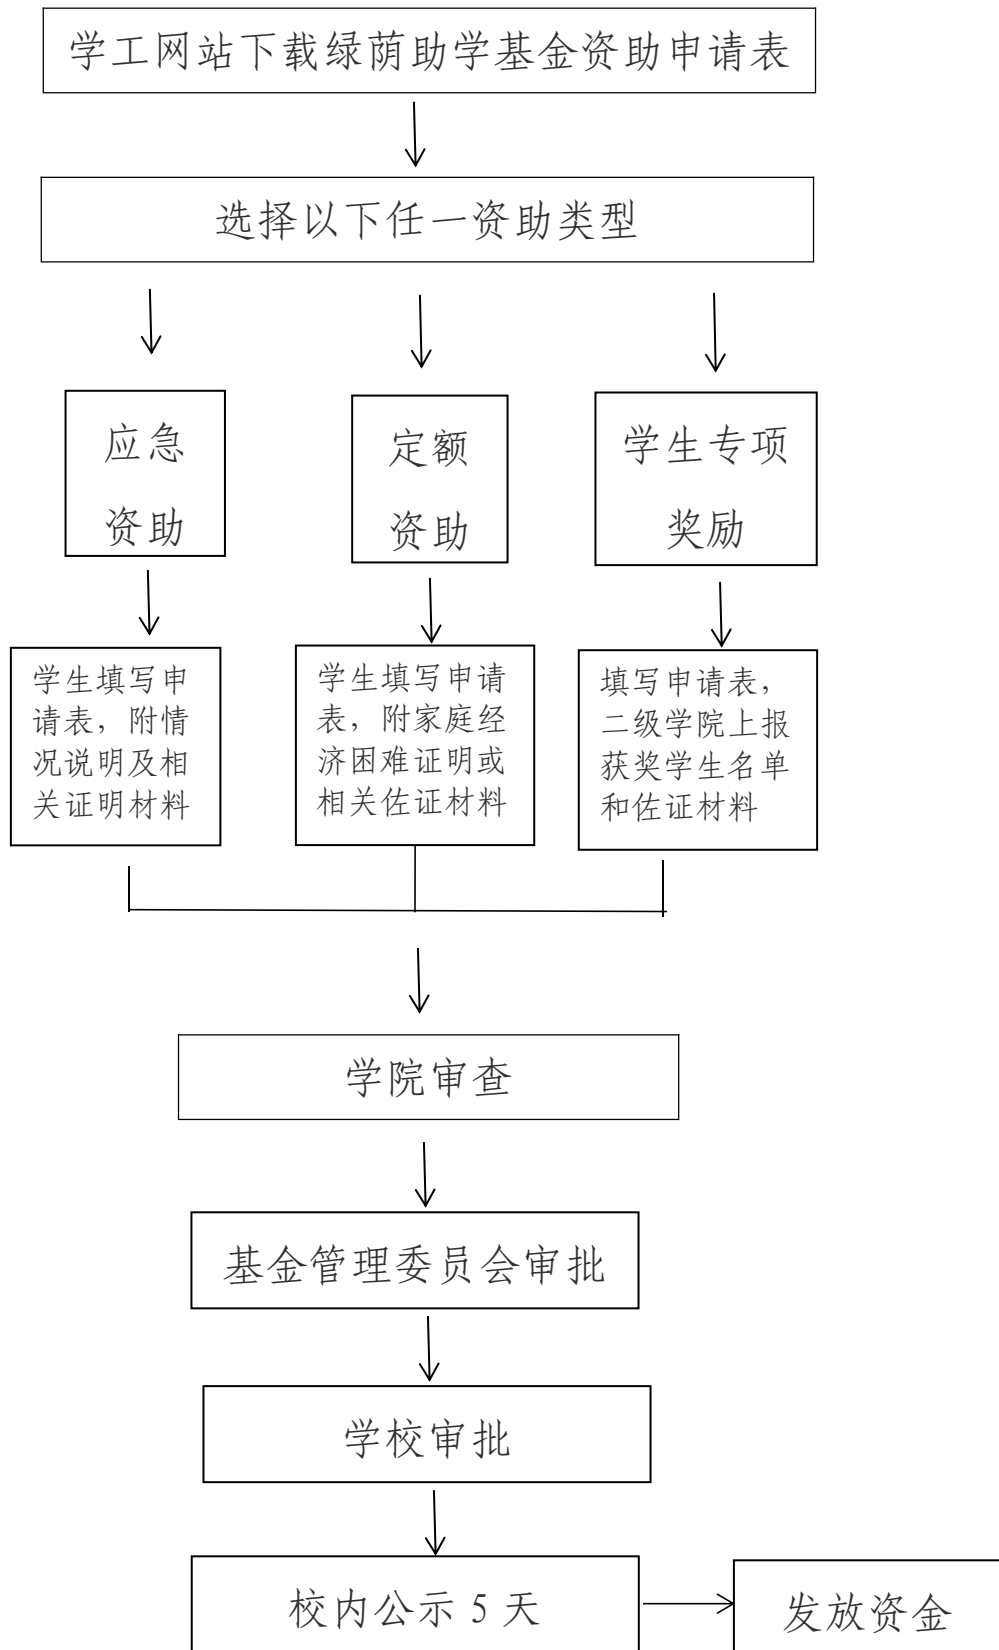 学工网站下载绿荫助学基金资助申请表
选择以下任一资助类型
应急
资助
定额
资助
学生专项
奖励
学生填写申
请表，附情
况说明及相
关证明材料
学生填写申请
表，附家庭经
济困难证明或
相关佐证材料
填写申请表，
二级学院上报
获奖学生名单
和佐证材料
学院审查
基金管理委员会审批
学校审批
校内公示 5 天
发放资金